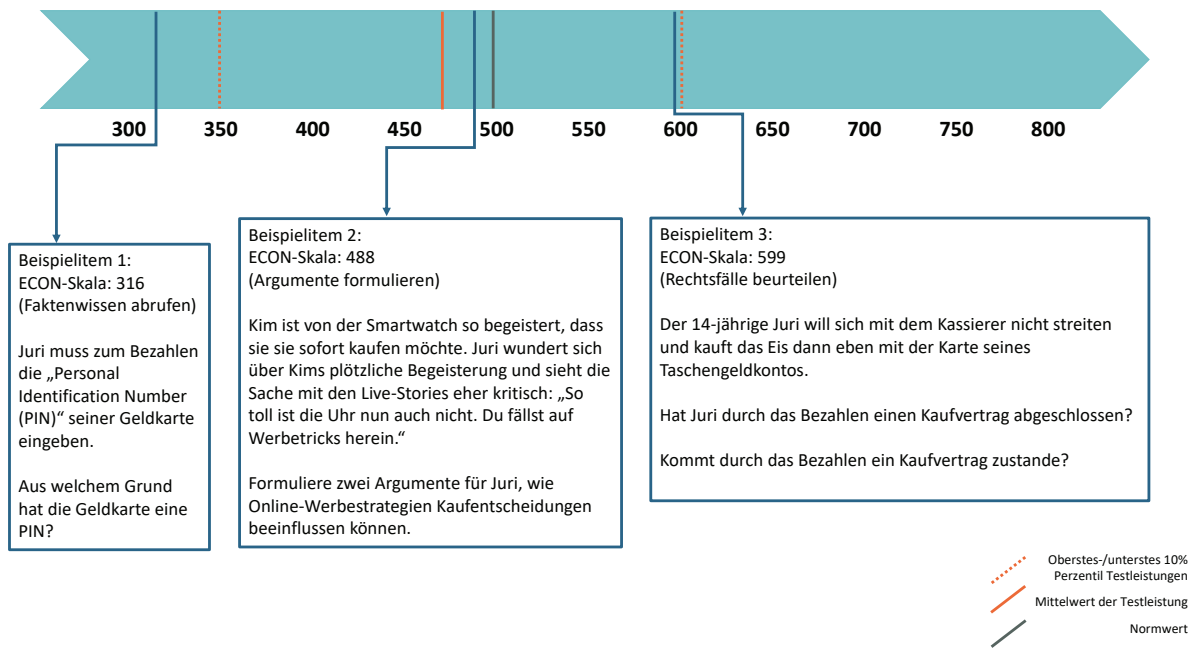 300 350 400 450 500 550 600 650 700 750 800
Beispielitem 1:
ECON-Skala: 316
(Faktenwissen abrufen)
Juri muss zum Bezahlen
die „Personal
Identification Number
(PIN)“ seiner Geldkarte
eingeben.
Aus welchem Grund
hat die Geldkarte eine
PIN?
Beispielitem 2:
ECON-Skala: 488
(Argumente formulieren)
Kim ist von der Smartwatch so begeistert, dass
sie sie sofort kaufen möchte. Juri wundert sich
über Kims plötzliche Begeisterung und sieht die
Sache mit den Live-Stories eher kritisch: „So
toll ist die Uhr nun auch nicht. Du fällst auf
Werbetricks herein.“
Formuliere zwei Argumente für Juri, wie
Online-Werbestrategien Kaufentscheidungen
beeinflussen können.
Beispielitem 3:
ECON-Skala: 599
(Rechtsfälle beurteilen)
Der 14-jährige Juri will sich mit dem Kassierer nicht streiten
und kauft das Eis dann eben mit der Karte seines
Taschengeldkontos.
Hat Juri durch das Bezahlen einen Kaufvertrag abgeschlossen?
Kommt durch das Bezahlen ein Kaufvertrag zustande?
Oberstes-/unterstes 10%
Perzentil Testleistungen
Mittelwert der Testleistung
Normwert